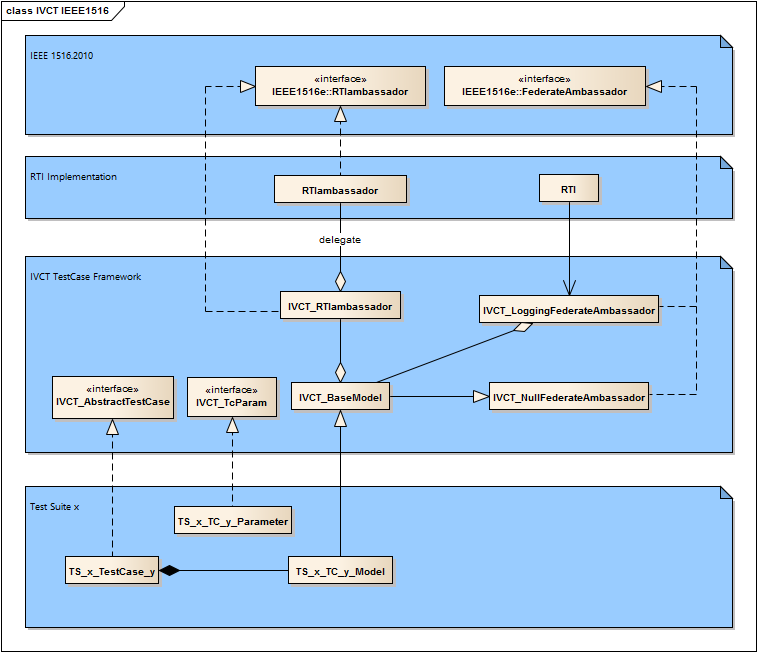 class IVCT IEEE1516
IEEE 1516.2010
«interface»
IEEE1516e::RTIambassador
«interface»
IEEE1516e::FederateAmbassador
RTI Implementation
RTIambassador
RTI
delegate
IVCT TestCase Framework
IVCT_RTIambassador
IVCT_LoggingFederateAmbassador
«interface»
IVCT_AbstractTestCase
«interface»
IVCT_TcParam
IVCT_BaseModel
IVCT_NullFederateAmbassador
Test Suite x
TS_x_TC_y_Parameter
TS_x_TestCase_y
TS_x_TC_y_Model